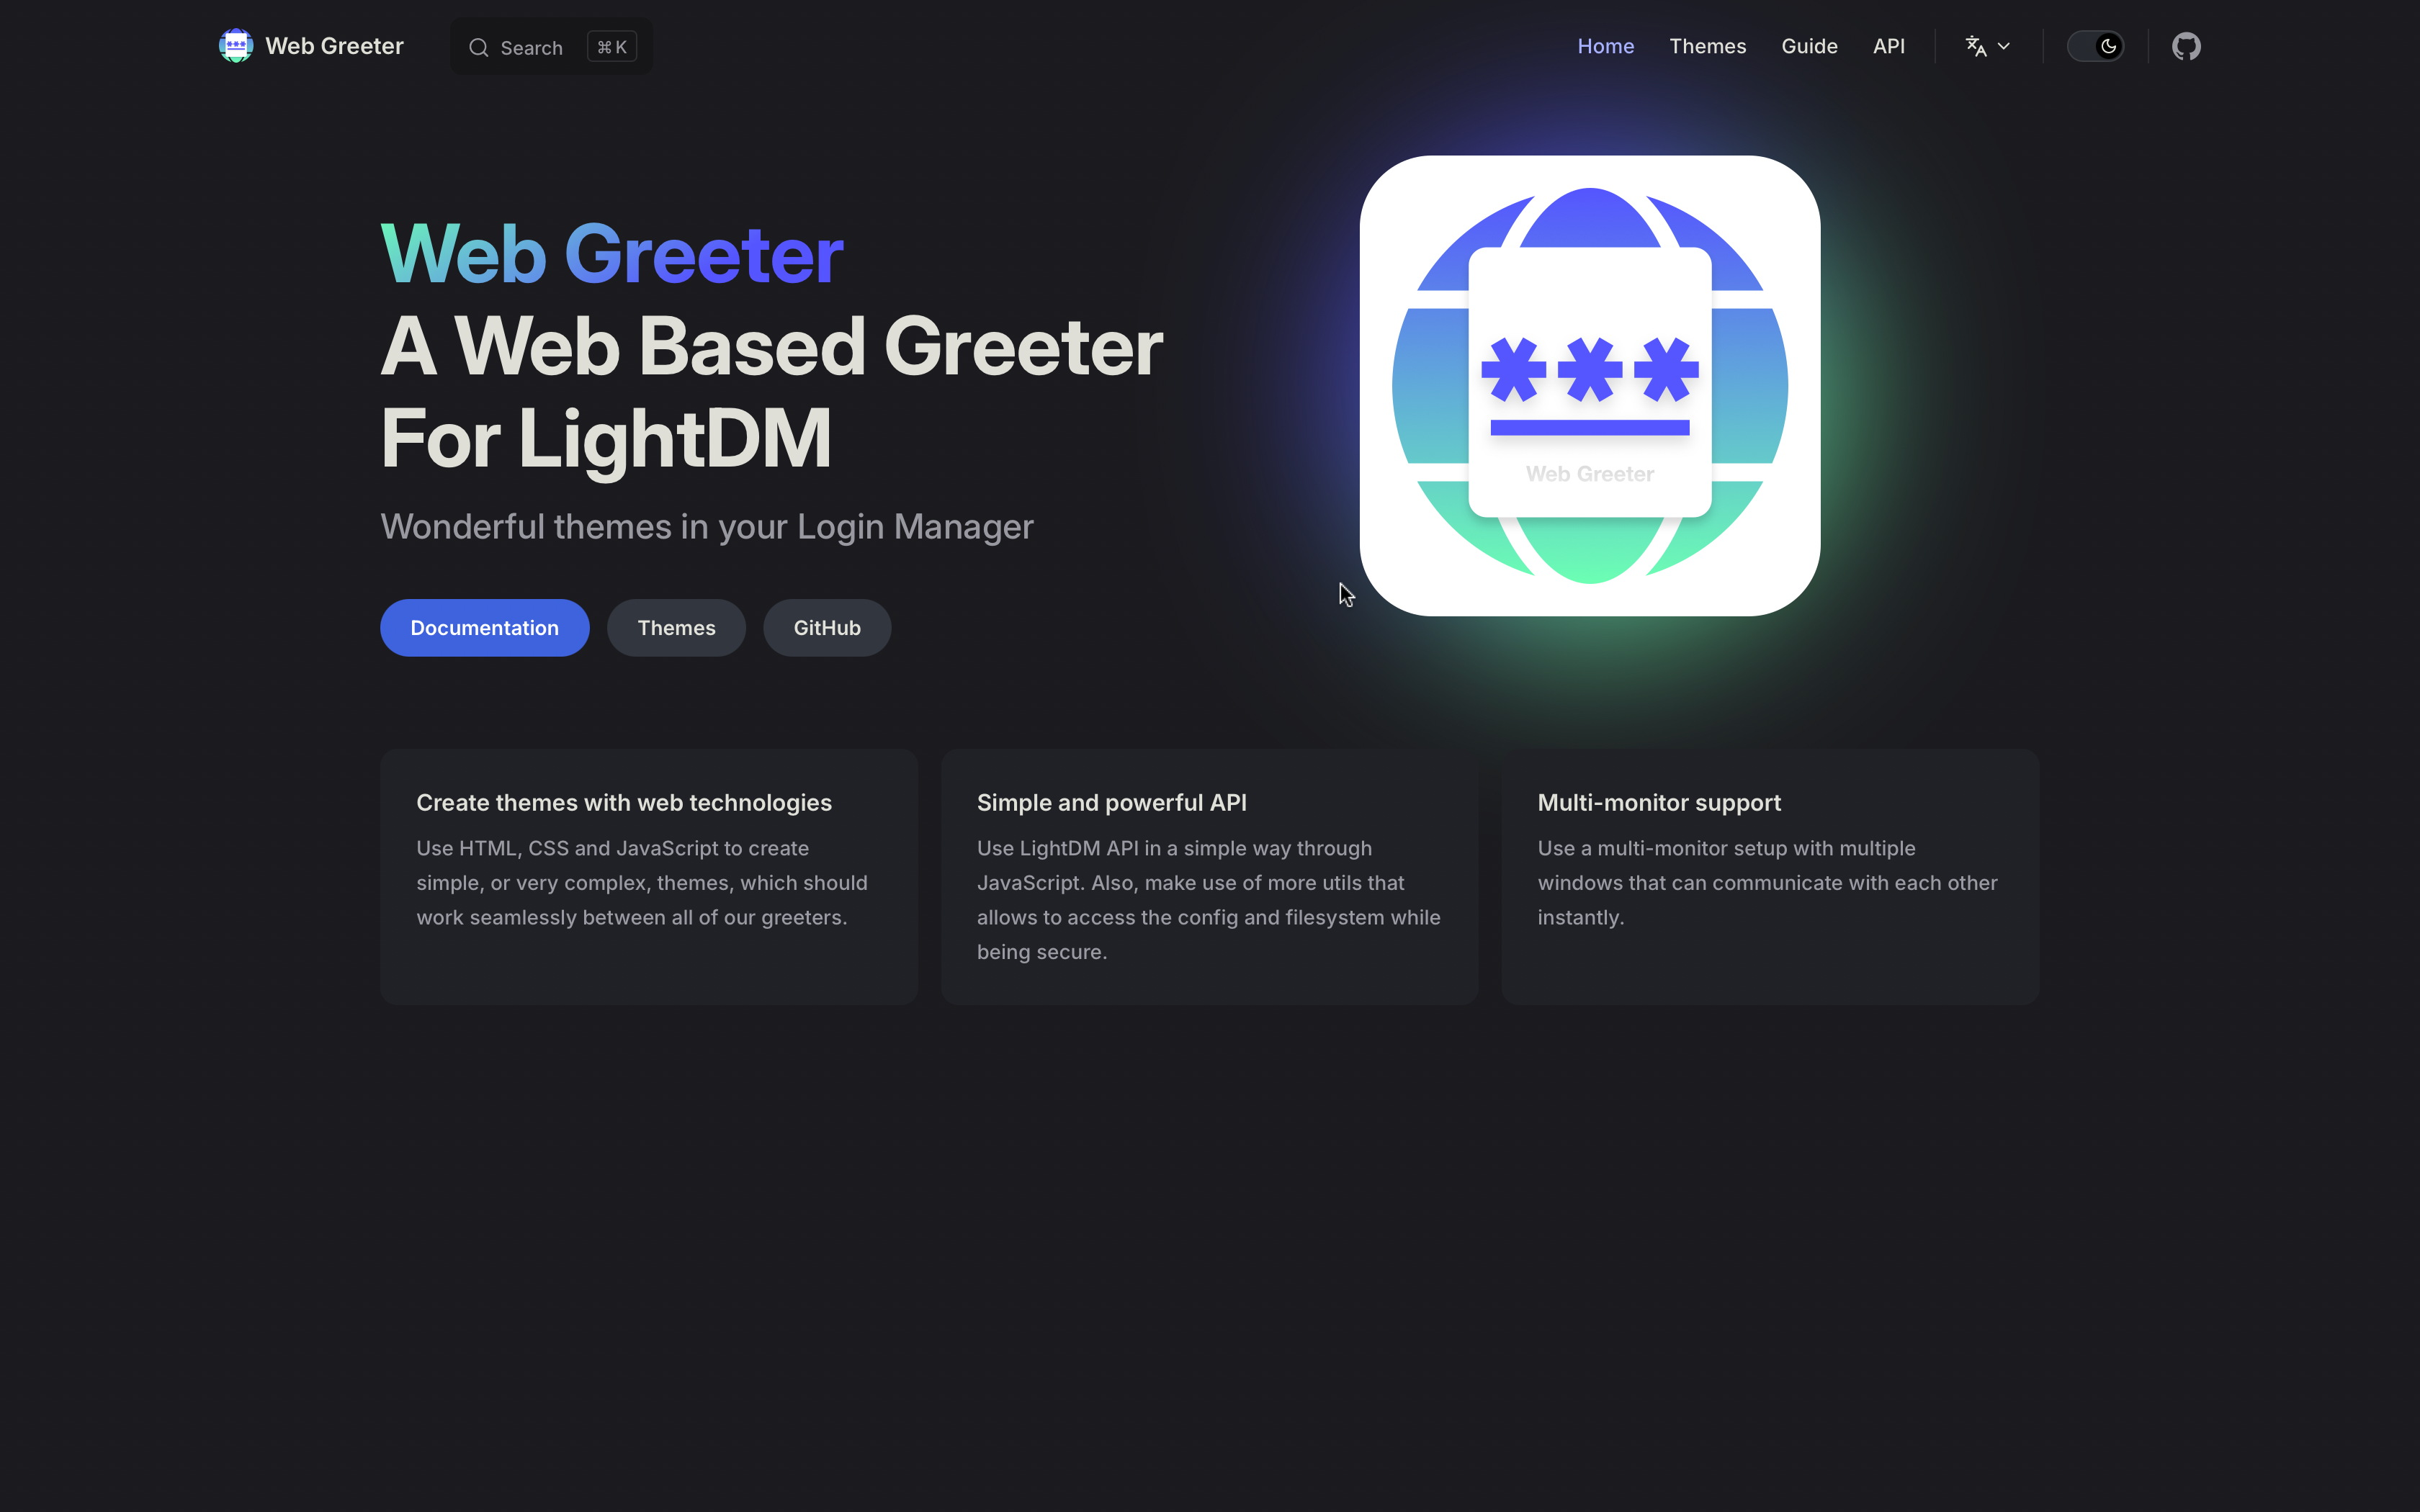 Web Greeter
Search
⌘ K
Home
Themes
Guide
API
Web Greeter
A Web Based Greeter
For LightDM
Wonderful themes in your Login Manager
Documentation
Themes
GitHub
***
Web Greeter
Create themes with web technologies
Use HTML, CSS and JavaScript to create
simple, or very complex, themes, which should
work seamlessly between all of our greeters.
Simple and powerful API
Use LightDM API in a simple way through
JavaScript. Also, make use of more utils that
allows to access the config and filesystem while
being secure.
Multi-monitor support
Use a multi-monitor setup with multiple
windows that can communicate with each other
instantly.